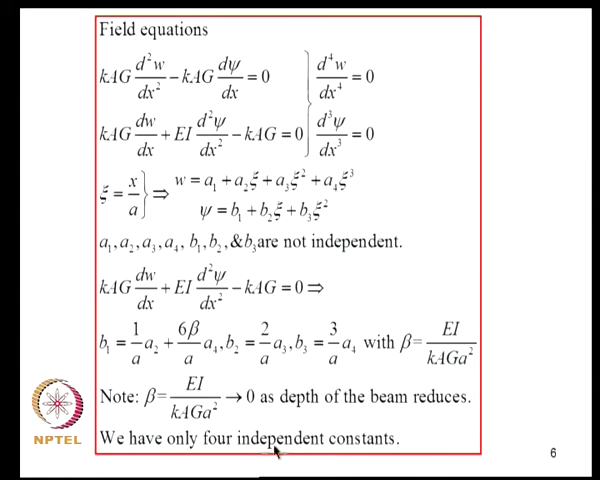 Field equations
kAG d²w/dx² − kAG dψ/dx = 0 } d⁴w/dx⁴ = 0
kAG dw/dx + EI d²ψ/dx² − kAG = 0 } d³ψ/dx³ = 0
ξ = x/a } ⇒ w = a₁ + a₂ξ + a₃ξ² + a₄ξ³
ψ = b₁ + b₂ξ + b₃ξ²
a₁, a₂, a₃, a₄, b₁, b₂, & b₃ are not independent.
kAG dw/dx + EI d²ψ/dx² − kAG = 0 ⇒
b₁ = 1/a a₂ + 6β/a a₄, b₂ = 2/a a₃, b₃ = 3/a a₄ with β = EI/kAGa²
Note: β = EI/kAGa² → 0 as depth of the beam reduces.
We have only four independent constants.
NPTEL
6